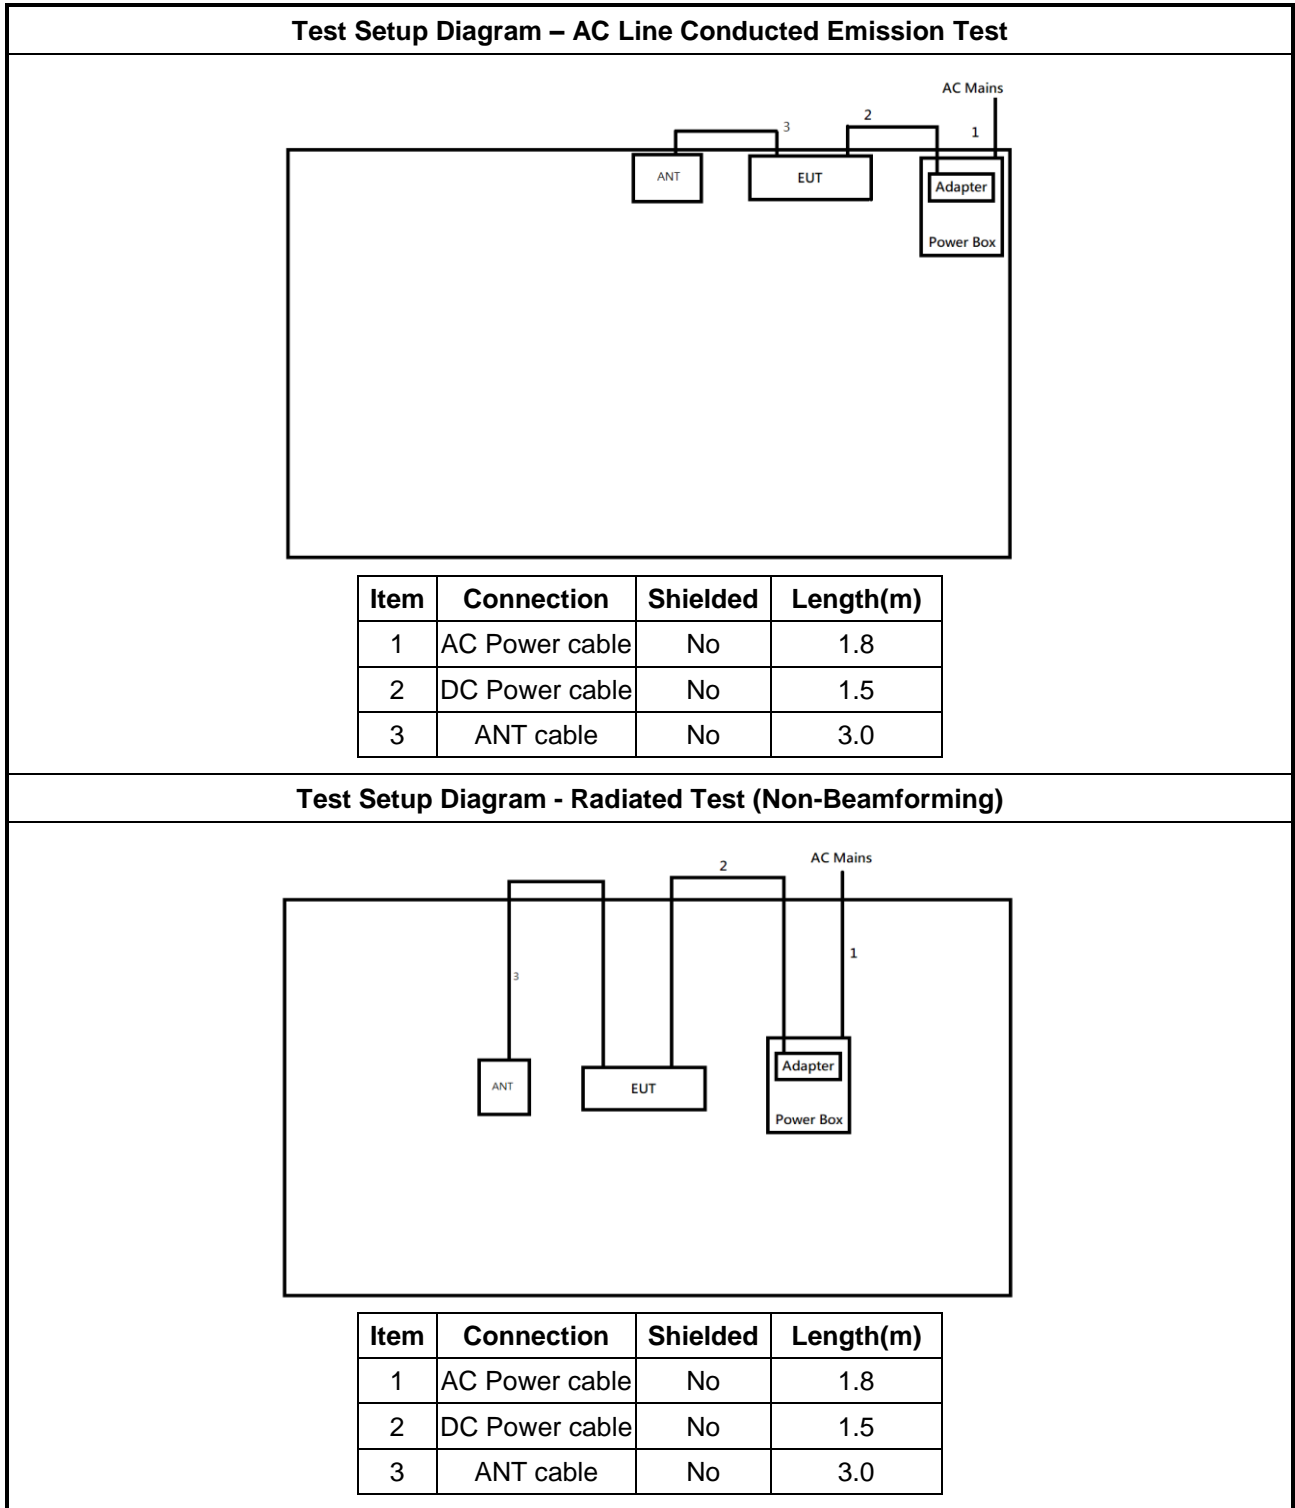 Test Setup Diagram – AC Line Conducted Emission Test
AC Mains
3
2
1
ANT
EUT
Adapter
Power Box
Item Connection Shielded Length(m)
1 AC Power cable No 1.8
2 DC Power cable No 1.5
3 ANT cable No 3.0
Test Setup Diagram - Radiated Test (Non-Beamforming)
AC Mains
2
1
3
ANT
EUT
Adapter
Power Box
Item Connection Shielded Length(m)
1 AC Power cable No 1.8
2 DC Power cable No 1.5
3 ANT cable No 3.0